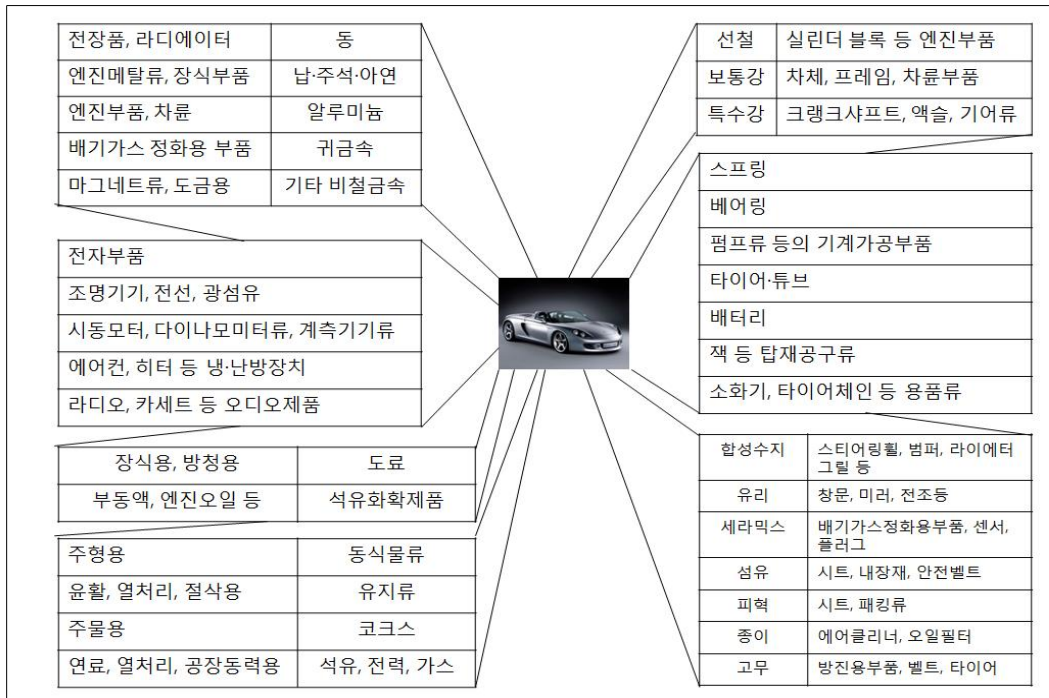 전장품, 라디에이터 동
엔진메탈류, 장식부품 납·주석·아연
엔진부품, 차륜 알루미늄
배기가스 정화용 부품 귀금속
마그네트류, 도금용 기타 비철금속
전자부품
조명기기, 전선, 광섬유
시동모터, 다이나모미터류, 계측기기류
에어컨, 히터 등 냉·난방장치
라디오, 카세트 등 오디오제품
장식용, 방청용 도료
부동액, 엔진오일 등 석유화확제품
주형용 동식물류
윤활, 열처리, 절삭용 유지류
주물용 코크스
연료, 열처리, 공장동력용 석유, 전력, 가스
선철 실린더 블록 등 엔진부품
보통강 차체, 프레임, 차륜부품
특수강 크랭크샤프트, 액슬, 기어류
스프링
베어링
펌프류 등의 기계가공부품
타이어·튜브
배터리
잭 등 탑재공구류
소화기, 타이어체인 등 용품류
합성수지 스티어링휠, 범퍼, 라이에터
그릴 등
유리 창문, 미러, 전조등
세라믹스 배기가스정화용부품, 센서,
플러그
섬유 시트, 내장재, 안전벨트
피혁 시트, 패킹류
종이 에어클리너, 오일필터
고무 방진용부품, 벨트, 타이어